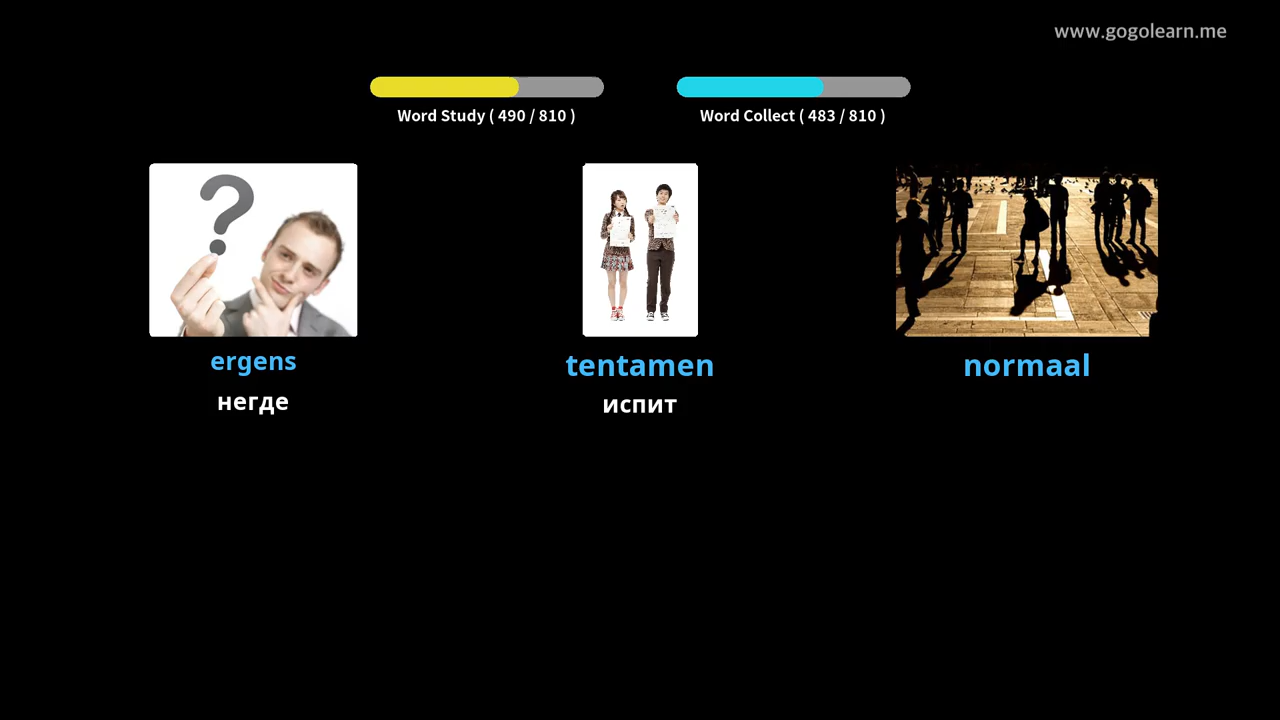 www.gogolearn.me
Word Study ( 490 / 810 )
Word Collect ( 483 / 810 )
ergens
негде
tentamen
испит
normaal